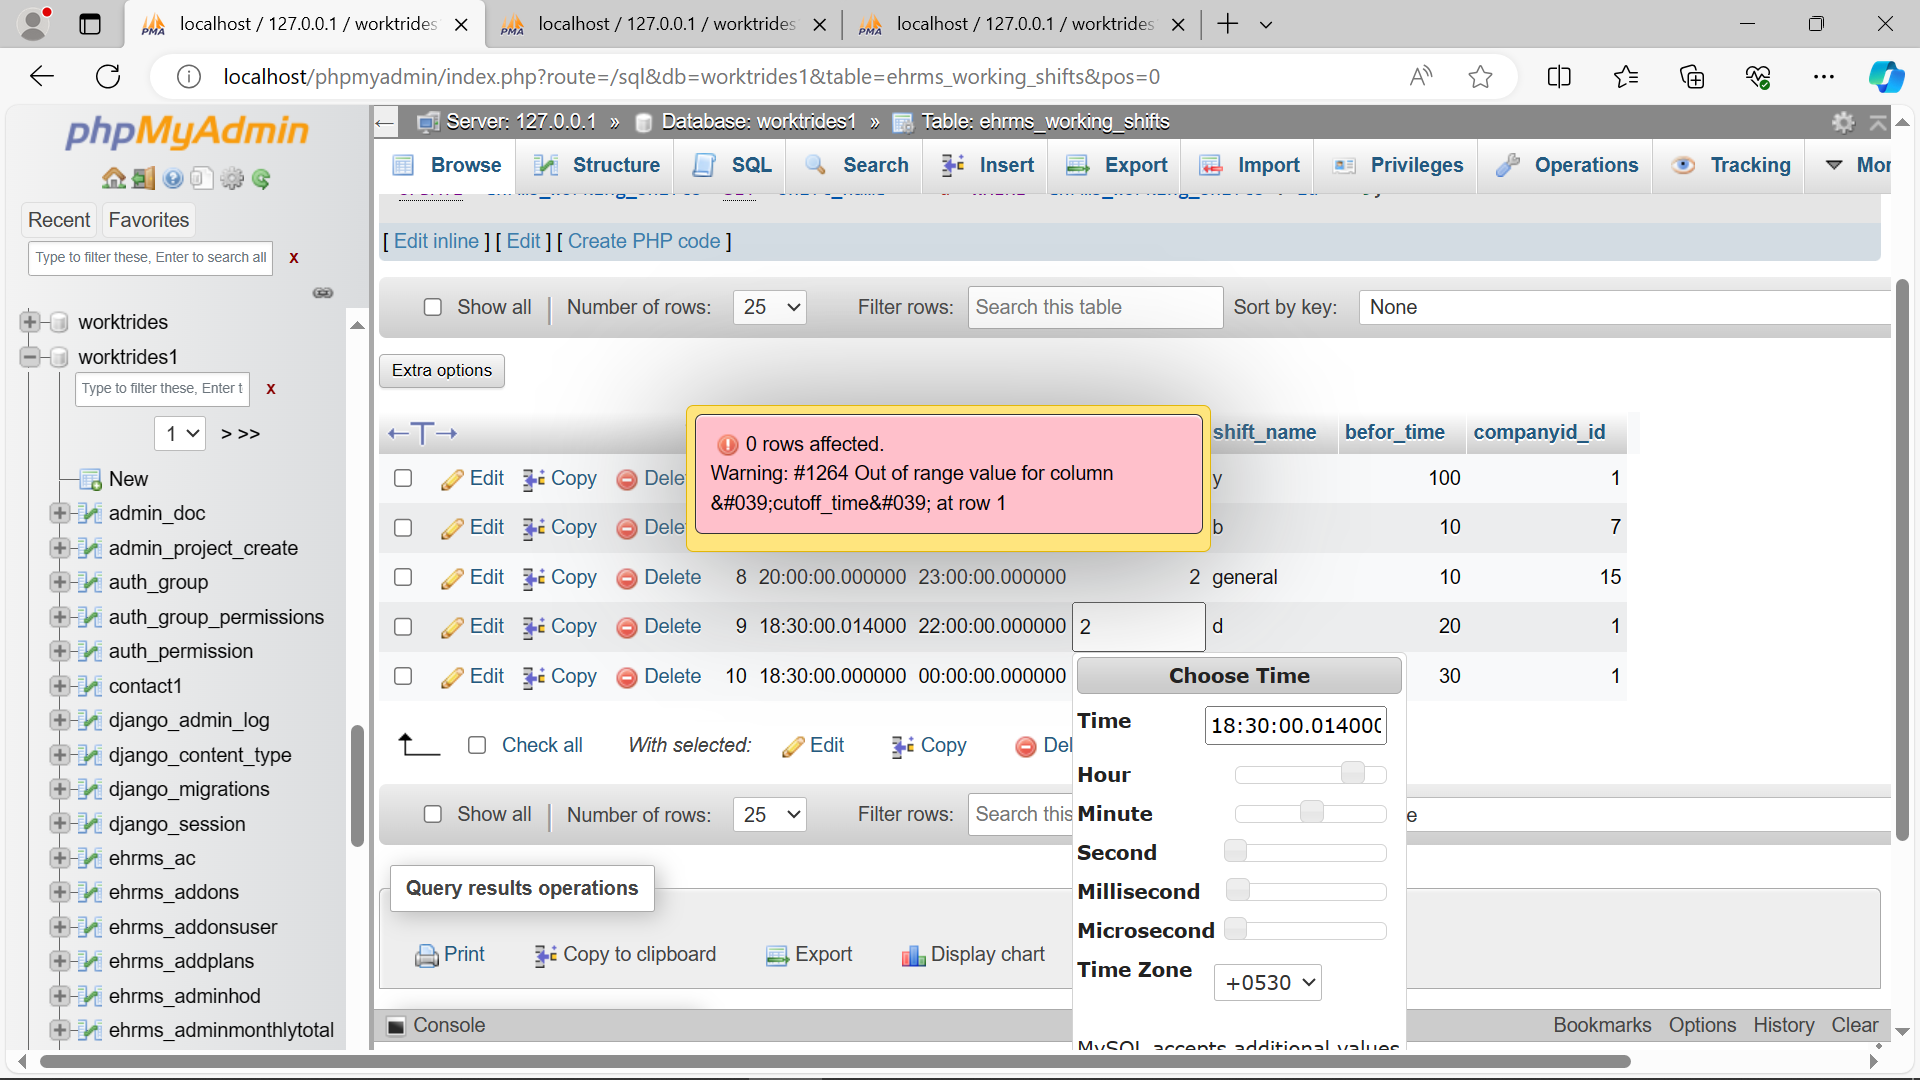 localhost / 127.0.0.1 / worktrides
localhost / 127.0.0.1 / worktrides
localhost / 127.0.0.1 / worktrides
localhost/phpmyadmin/index.php?route=/sql&db=worktrides1&table=ehrms_working_shifts&pos=0
phpMyAdmin
Recent Favorites
Type to filter these, Enter to search all X
worktrides
worktrides1
Type to filter these, Enter t X
1 > >>
New
admin_doc
admin_project_create
auth_group
auth_group_permissions
auth_permission
contact1
django_admin_log
django_content_type
django_migrations
django_session
ehrms_ac
ehrms_addons
ehrms_addonsuser
ehrms_addplans
ehrms_adminhod
ehrms_adminmonthlytotal
Server: 127.0.0.1 » Database: worktrides1 » Table: ehrms_working_shifts
Browse Structure SQL Search Insert Export Import Privileges Operations Tracking Mor
[ Edit inline ] [ Edit ] [ Create PHP code ]
Show all | Number of rows: 25 Filter rows: Search this table Sort by key: None
Extra options
←T→ shift_name befor_time companyid_id
Edit Copy Dele y 100 1
Edit Copy Dele b 10 7
Edit Copy Delete 8 20:00:00.000000 23:00:00.000000 2 general 10 15
Edit Copy Delete 9 18:30:00.014000 22:00:00.000000 2 d 20 1
Edit Copy Delete 10 18:30:00.000000 00:00:00.000000 30 1
0 rows affected.
Warning: #1264 Out of range value for column
&#039;cutoff_time&#039; at row 1
Check all With selected: Edit Copy Del
Show all | Number of rows: 25 Filter rows: Search this e
Choose Time
Time 18:30:00.014000
Hour
Minute
Second
Millisecond
Microsecond
Time Zone +0530
MySQL accepts additional values
Query results operations
Print Copy to clipboard Export Display chart
Console Bookmarks Options History Clear